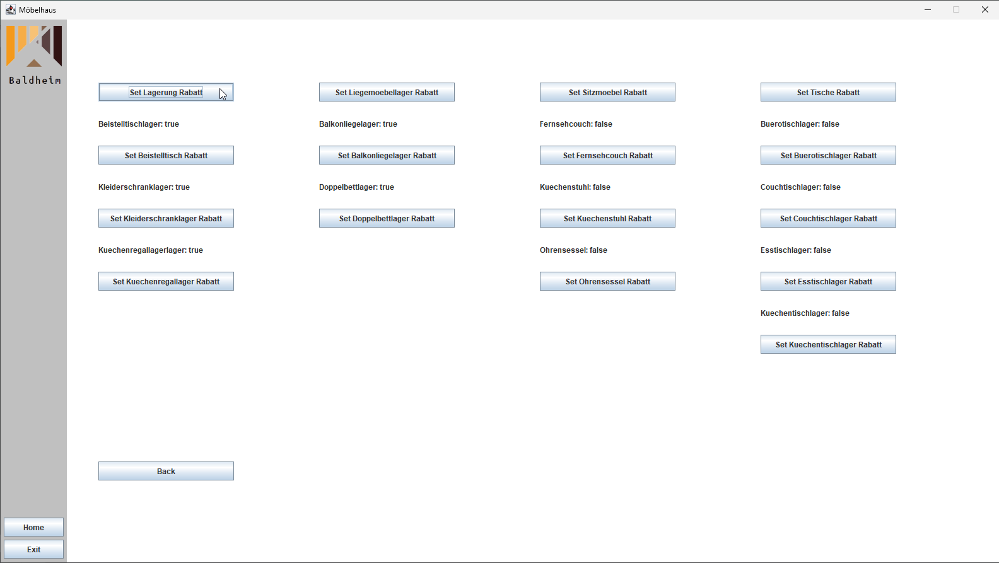 Möbelhaus
Baldheim
Set Lagerung Rabatt
Set Liegemoebellager Rabatt
Set Sitzmoebel Rabatt
Set Tische Rabatt
Beistelltischlager: true
Balkonliegelager: true
Fernsehcouch: false
Buerotischlager: false
Set Beistelltisch Rabatt
Set Balkonliegelager Rabatt
Set Fernsehcouch Rabatt
Set Buerotischlager Rabatt
Kleiderschranklager: true
Doppelbettlager: true
Kuechenstuhl: false
Couchtischlager: false
Set Kleiderschranklager Rabatt
Set Doppelbettlager Rabatt
Set Kuechenstuhl Rabatt
Set Couchtischlager Rabatt
Kuechenregallagerlager: true
Ohrensessel: false
Esstischlager: false
Set Kuechenregallager Rabatt
Set Ohrensessel Rabatt
Set Esstischlager Rabatt
Kuechentischlager: false
Set Kuechentischlager Rabatt
Back
Home
Exit